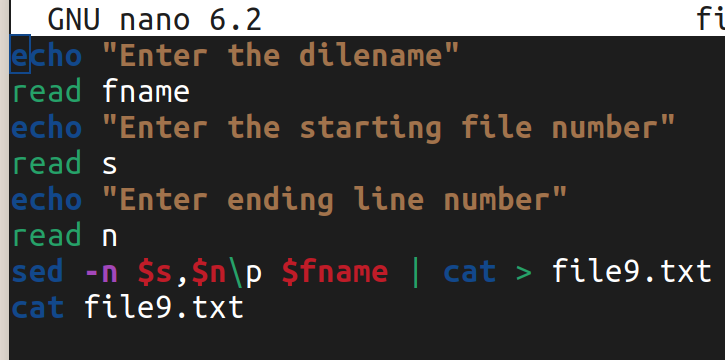 GNU nano 6.2 fi
echo "Enter the dilename"
read fname
echo "Enter the starting file number"
read s
echo "Enter ending line number"
read n
sed -n $s,$n\p $fname | cat > file9.txt
cat file9.txt